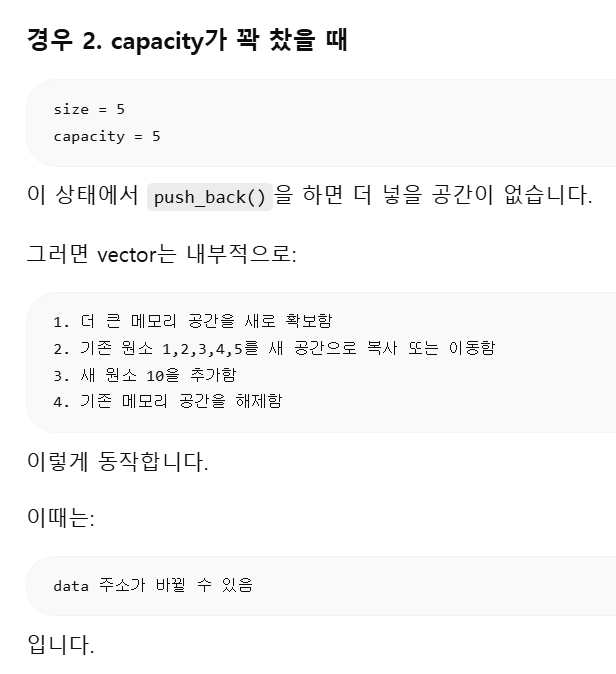 경우 2. capacity가 꽉 찼을 때
size = 5
capacity = 5
이 상태에서 push_back()을 하면 더 넣을 공간이 없습니다.
그러면 vector는 내부적으로:
1. 더 큰 메모리 공간을 새로 확보함
2. 기존 원소 1,2,3,4,5를 새 공간으로 복사 또는 이동함
3. 새 원소 10을 추가함
4. 기존 메모리 공간을 해제함
이렇게 동작합니다.
이때는:
data 주소가 바뀔 수 있음
입니다.